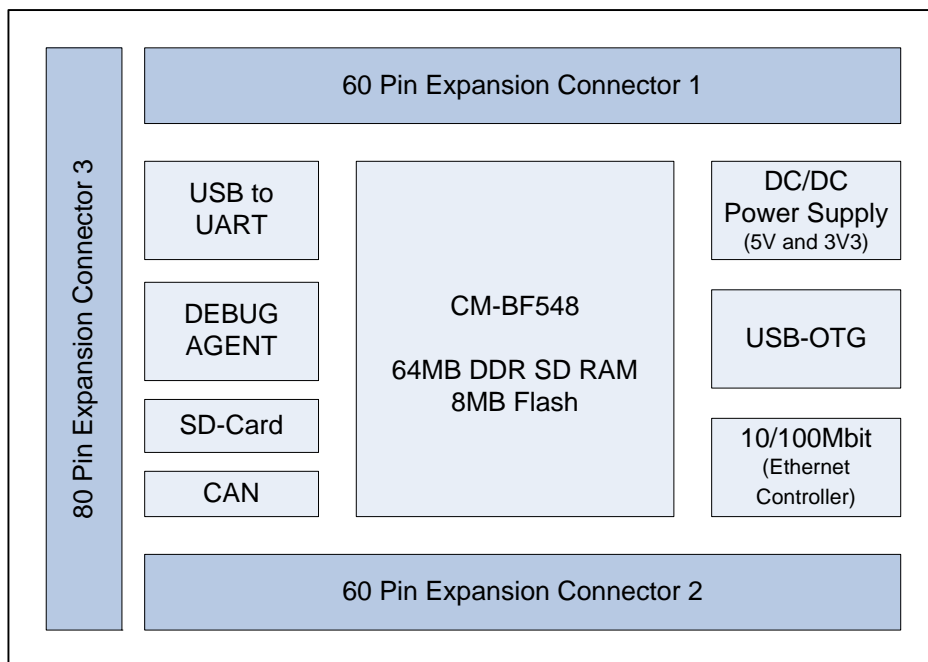 60 Pin Expansion Connector 1
80 Pin Expansion Connector 3
USB to
UART
DEBUG
AGENT
SD-Card
CAN
CM-BF548
64MB DDR SD RAM
8MB Flash
DC/DC
Power Supply
(5V and 3V3)
USB-OTG
10/100Mbit
(Ethernet
Controller)
60 Pin Expansion Connector 2